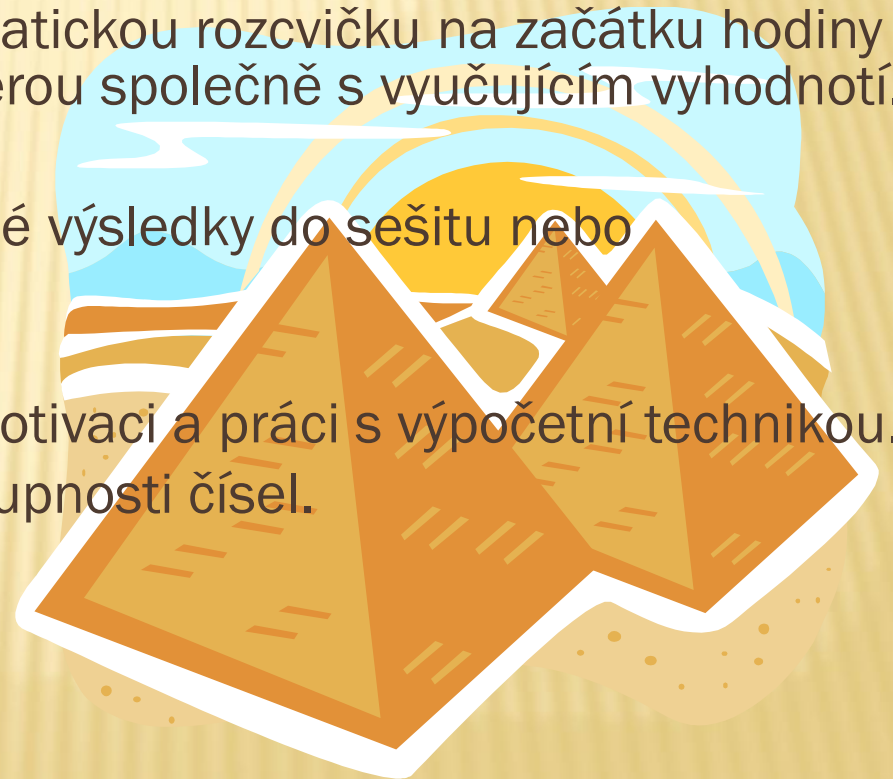 atickou rozcvičku na začátku hodiny
erou společně s vyučujícím vyhodnotí.
é výsledky do sešitu nebo
otivaci a práci s výpočetní technikou.
upnosti čísel.